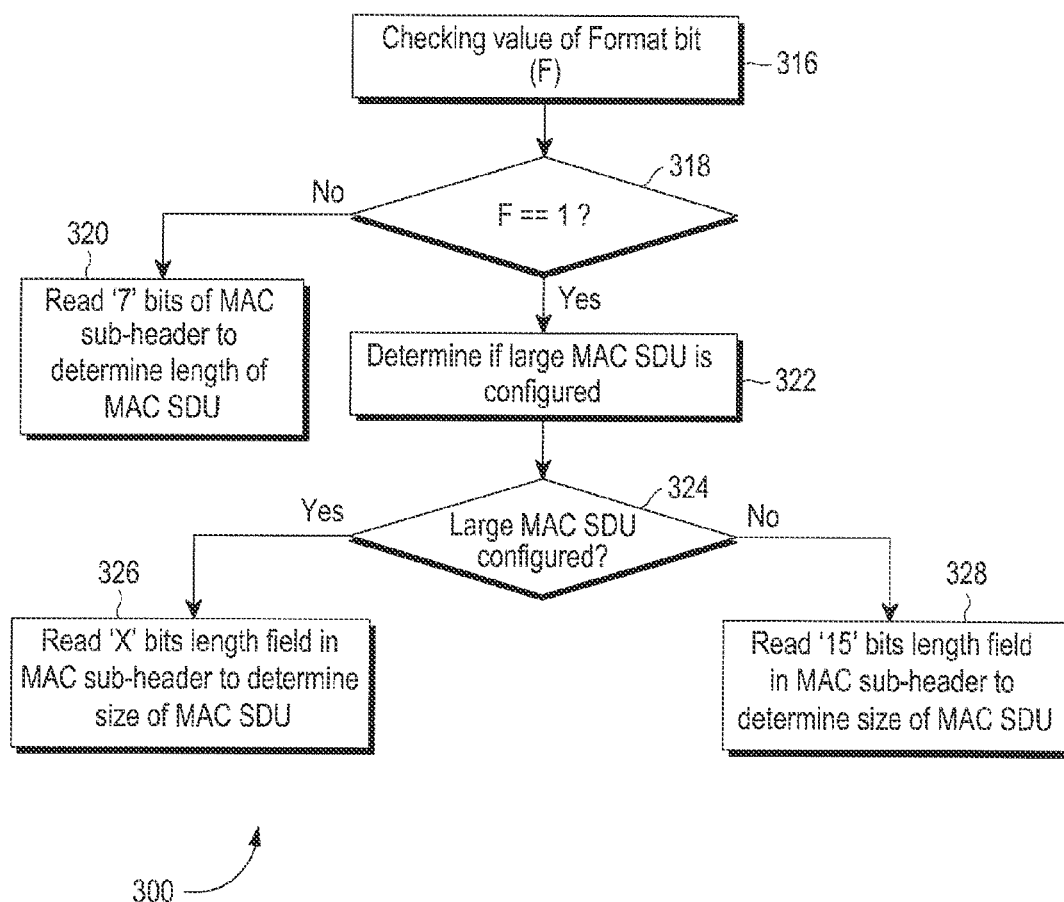 Checking value of Format bit
(F)
316
318
No
F == 1 ?
320
Yes
Read ‘7’ bits of MAC
sub-header to
determine length of
MAC SDU
Determine if large MAC SDU is
configured
322
324
Yes
No
Large MAC SDU
configured?
326
328
Read ‘X’ bits length field in
MAC sub-header to determine
size of MAC SDU
Read ‘15’ bits length field
in MAC sub-header to
determine size of MAC SDU
300